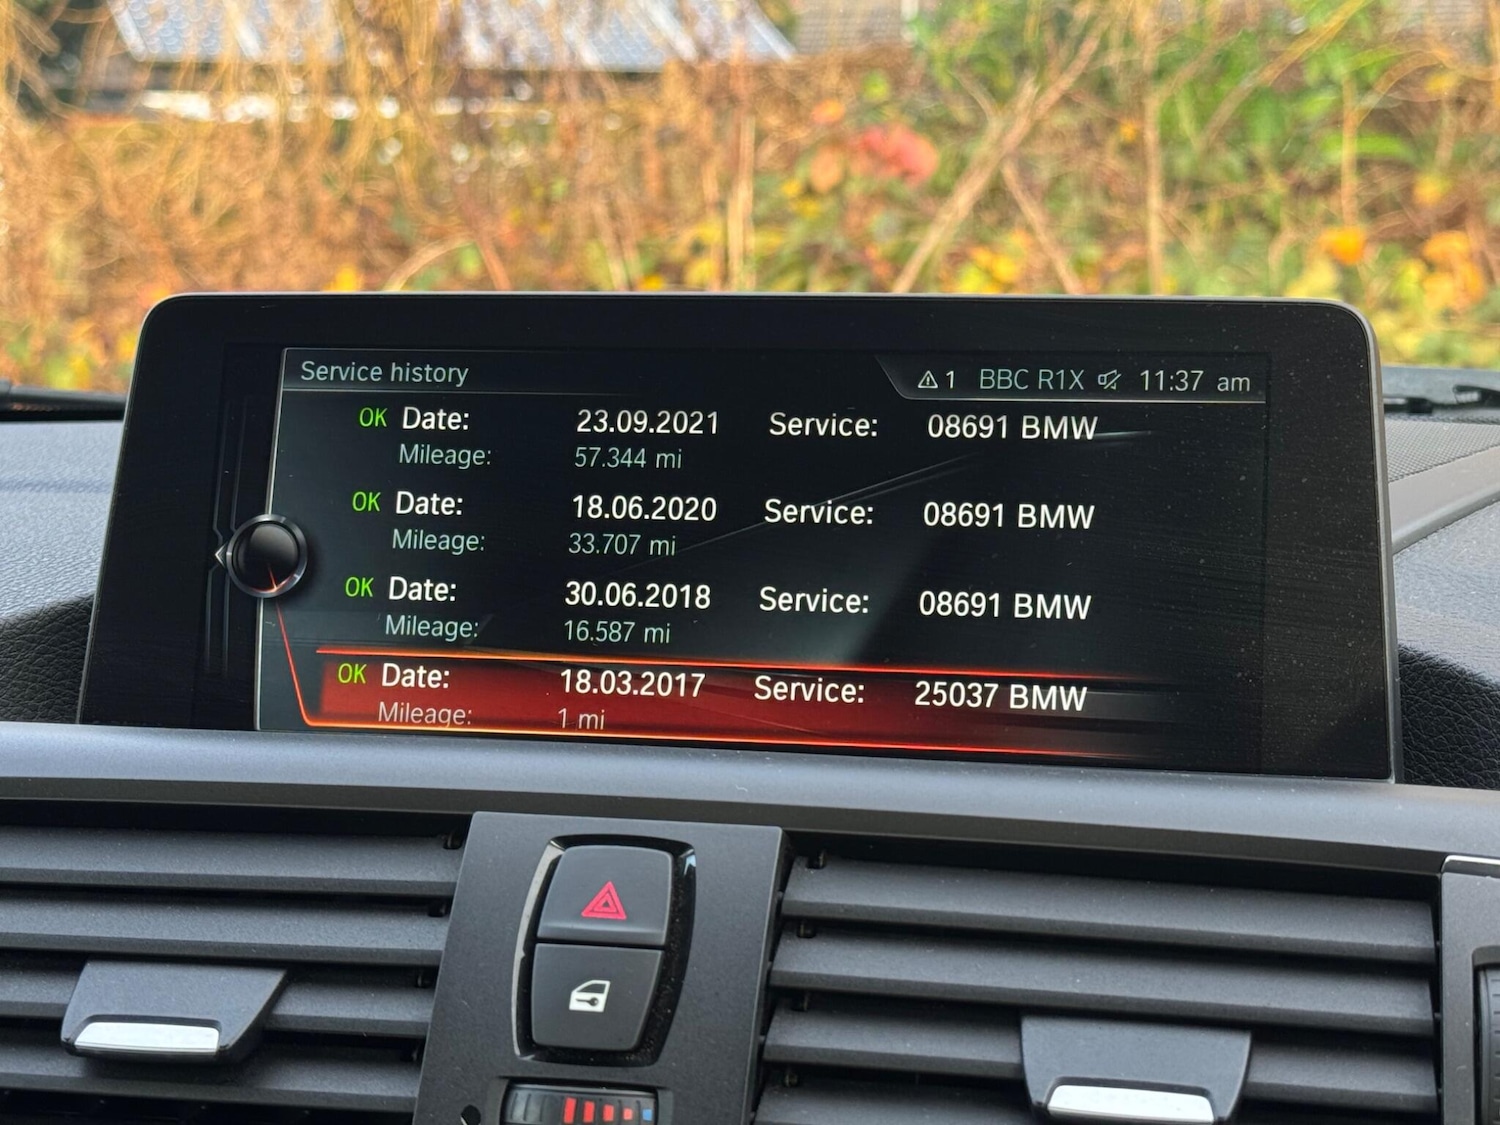 Service history 1 BBC R1X 11:37 am
OK Date: 23.09.2021 Service: 08691 BMW
Mileage: 57.344 mi
OK Date: 18.06.2020 Service: 08691 BMW
Mileage: 33.707 mi
OK Date: 30.06.2018 Service: 08691 BMW
Mileage: 16.587 mi
OK Date: 18.03.2017 Service: 25037 BMW
Mileage: 1 mi